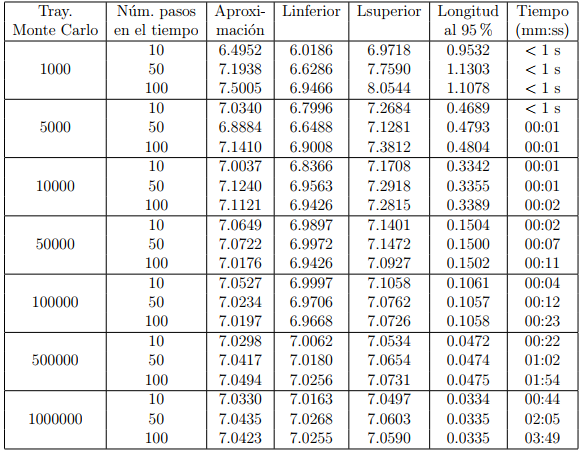 Tray. Núm. pasos Aproxi- Linferior Lsuperior Longitud Tiempo
Monte Carlo en el tiempo mación al 95 % (mm:ss)
10 6.4952 6.0186 6.9718 0.9532 < 1 s
1000 50 7.1938 6.6286 7.7590 1.1303 < 1 s
100 7.5005 6.9466 8.0544 1.1078 < 1 s
10 7.0340 6.7996 7.2684 0.4689 < 1 s
5000 50 6.8884 6.6488 7.1281 0.4793 00:01
100 7.1410 6.9008 7.3812 0.4804 00:01
10 7.0037 6.8366 7.1708 0.3342 00:01
10000 50 7.1240 6.9563 7.2918 0.3355 00:01
100 7.1121 6.9426 7.2815 0.3389 00:02
10 7.0649 6.9897 7.1401 0.1504 00:02
50000 50 7.0722 6.9972 7.1472 0.1500 00:07
100 7.0176 6.9426 7.0927 0.1502 00:11
10 7.0527 6.9997 7.1058 0.1061 00:04
100000 50 7.0234 6.9706 7.0762 0.1057 00:12
100 7.0197 6.9668 7.0726 0.1058 00:23
10 7.0298 7.0062 7.0534 0.0472 00:22
500000 50 7.0417 7.0180 7.0654 0.0474 01:02
100 7.0494 7.0256 7.0731 0.0475 01:54
10 7.0330 7.0163 7.0497 0.0334 00:44
1000000 50 7.0435 7.0268 7.0603 0.0335 02:05
100 7.0423 7.0255 7.0590 0.0335 03:49